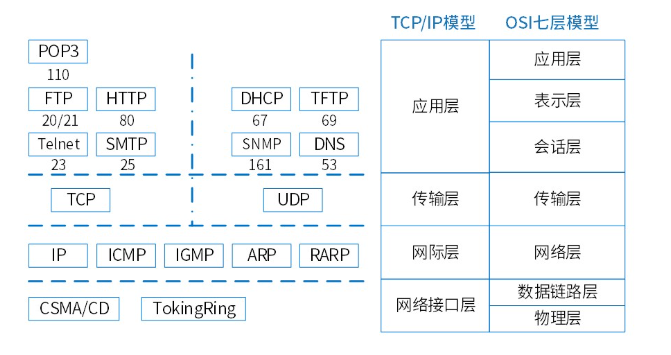 TCP/IP模型 OSI七层模型
POP3
110
FTP HTTP DHCP TFTP
20/21 80 67 69
Telnet SMTP SNMP DNS
23 25 161 53
TCP UDP
IP ICMP IGMP ARP RARP
CSMA/CD TokingRing
应用层
传输层
网际层
网络接口层
应用层
表示层
会话层
传输层
网络层
数据链路层
物理层